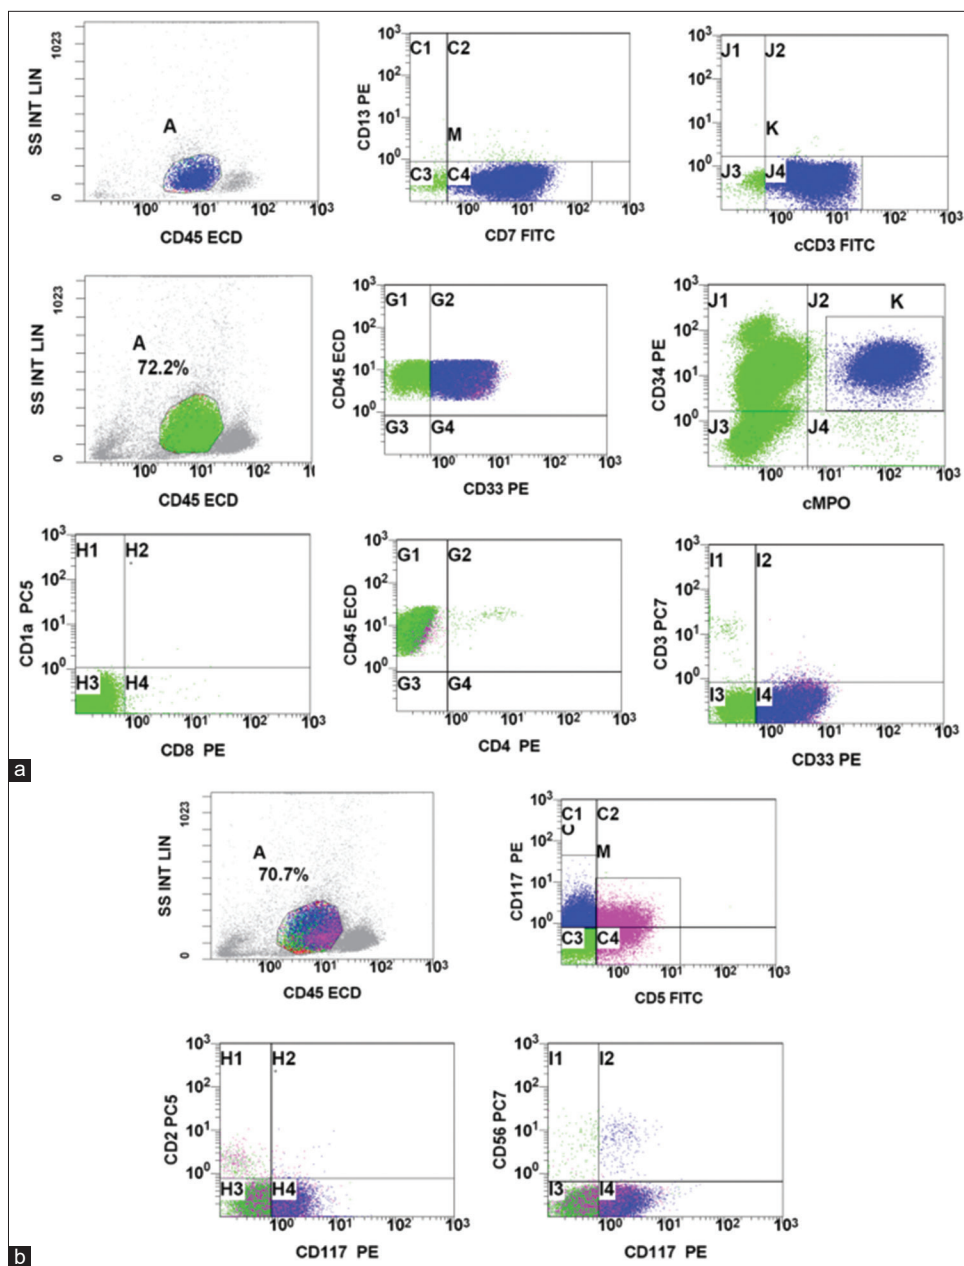 SS INT LIN
1023
0
A
10⁰ 10¹ 10² 10³
CD45 ECD
CD13 PE
10³
10²
10¹
10⁰
C1 C2
M
C3 C4
10⁰ 10¹ 10² 10³
CD7 FITC
10³
10²
10¹
10⁰
J1 J2
K
J3 J4
10⁰ 10¹ 10² 10³
cCD3 FITC
SS INT LIN
1023
0
A
72.2%
10⁰ 10¹ 10² 1(
CD45 ECD
CD45 ECD
10³
10²
10¹
10⁰
G1 G2
G3 G4
10⁰ 10¹ 10² 10³
CD33 PE
CD34 PE
10³
10²
10¹
10⁰
J1 J2 K
J3 J4
10⁰ 10¹ 10² 10³
cMPO
CD1a PC5
10³
10²
10¹
10⁰
H1 H2
H3 H4
10⁰ 10¹ 10² 10³
CD8 PE
CD45 ECD
10³
10²
10¹
10⁰
G1 G2
G3 G4
10⁰ 10¹ 10² 10³
CD4 PE
CD3 PC7
10³
10²
10¹
10⁰
I1 I2
I3 I4
10⁰ 10¹ 10² 10³
CD33 PE
a
SS INT LIN
1023
0
A
70.7%
10⁰ 10¹ 10² 10³
CD45 ECD
CD117 PE
10³
10²
10¹
10⁰
C1 C2
M
C3 C4
10⁰ 10¹ 10² 10³
CD5 FITC
CD2 PC5
10³
10²
10¹
10⁰
H1 H2
H3 H4
10⁰ 10¹ 10² 10³
CD117 PE
CD56 PC7
10³
10²
10¹
10⁰
I1 I2
I3 I4
10⁰ 10¹ 10² 10³
CD117 PE
b